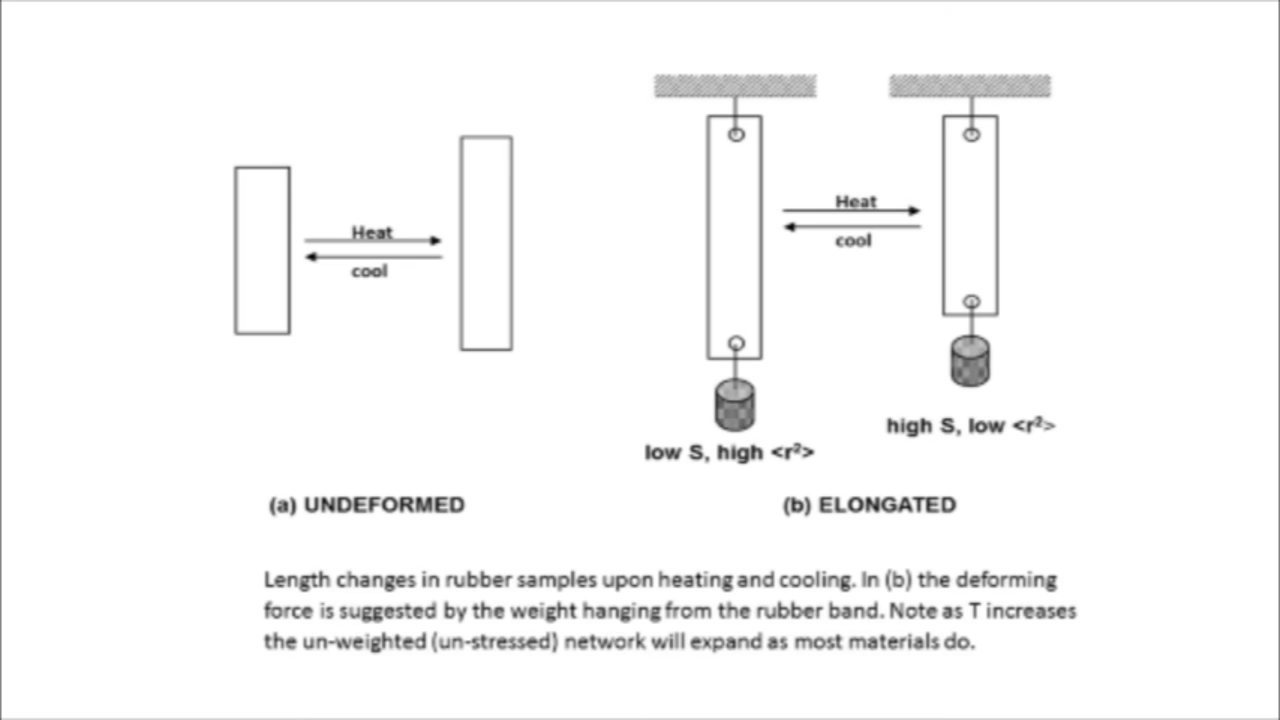 Heat
cool
Heat
cool
high S, low <r²>
low S, high <r²>
(a) UNDEFORMED
(b) ELONGATED
Length changes in rubber samples upon heating and cooling. In (b) the deforming
force is suggested by the weight hanging from the rubber band. Note as T increases
the un-weighted (un-stressed) network will expand as most materials do.